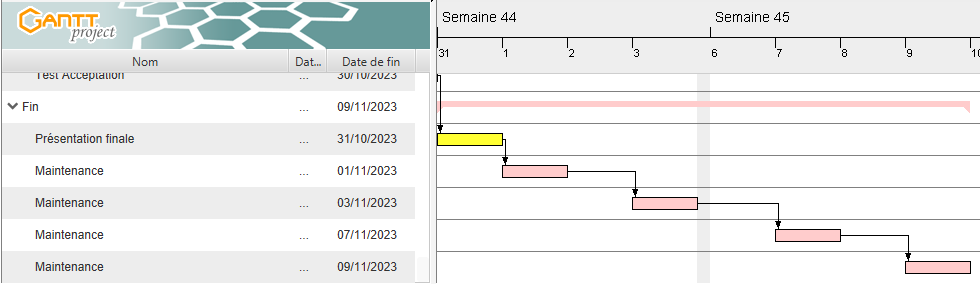 GANTT
project
Semaine 44
Semaine 45
31 1 2 3 6 7 8 9 10
Nom Dat... Date de fin
Test Acceptation ... 30/10/2023
Fin 09/11/2023
Présentation finale ... 31/10/2023
Maintenance ... 01/11/2023
Maintenance ... 03/11/2023
Maintenance ... 07/11/2023
Maintenance ... 09/11/2023